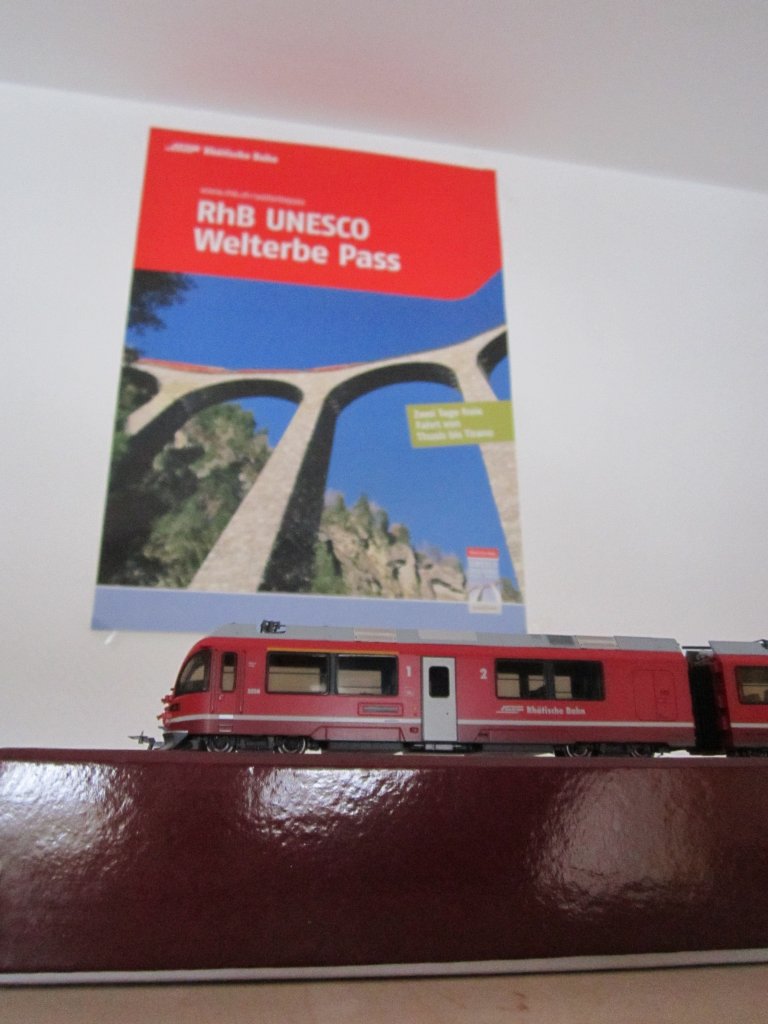 Rhätische Bahn
RhB UNESCO
Welterbe Pass
Zwei Tage freie
Fahrt von
Thusis bis Tirano
1
2
Rhätische Bahn